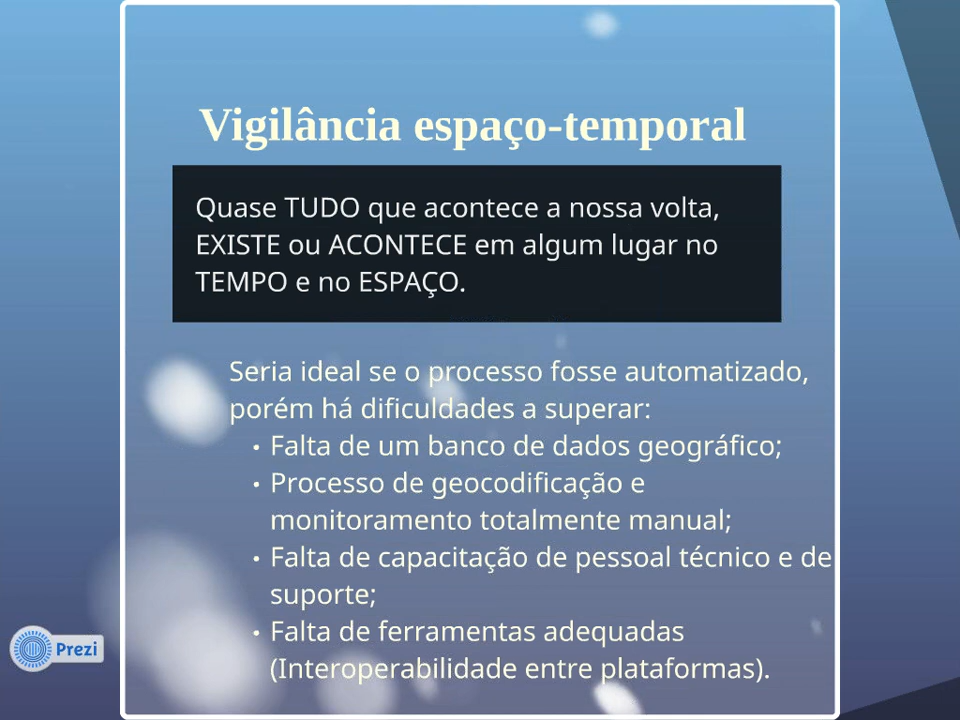 Vigilância espaço-temporal
Quase TUDO que acontece a nossa volta,
EXISTE ou ACONTECE em algum lugar no
TEMPO e no ESPAÇO.
Seria ideal se o processo fosse automatizado,
porém há dificuldades a superar:
• Falta de um banco de dados geográfico;
• Processo de geocodificação e
monitoramento totalmente manual;
• Falta de capacitação de pessoal técnico e de
suporte;
• Falta de ferramentas adequadas
(Interoperabilidade entre plataformas).
Prezi